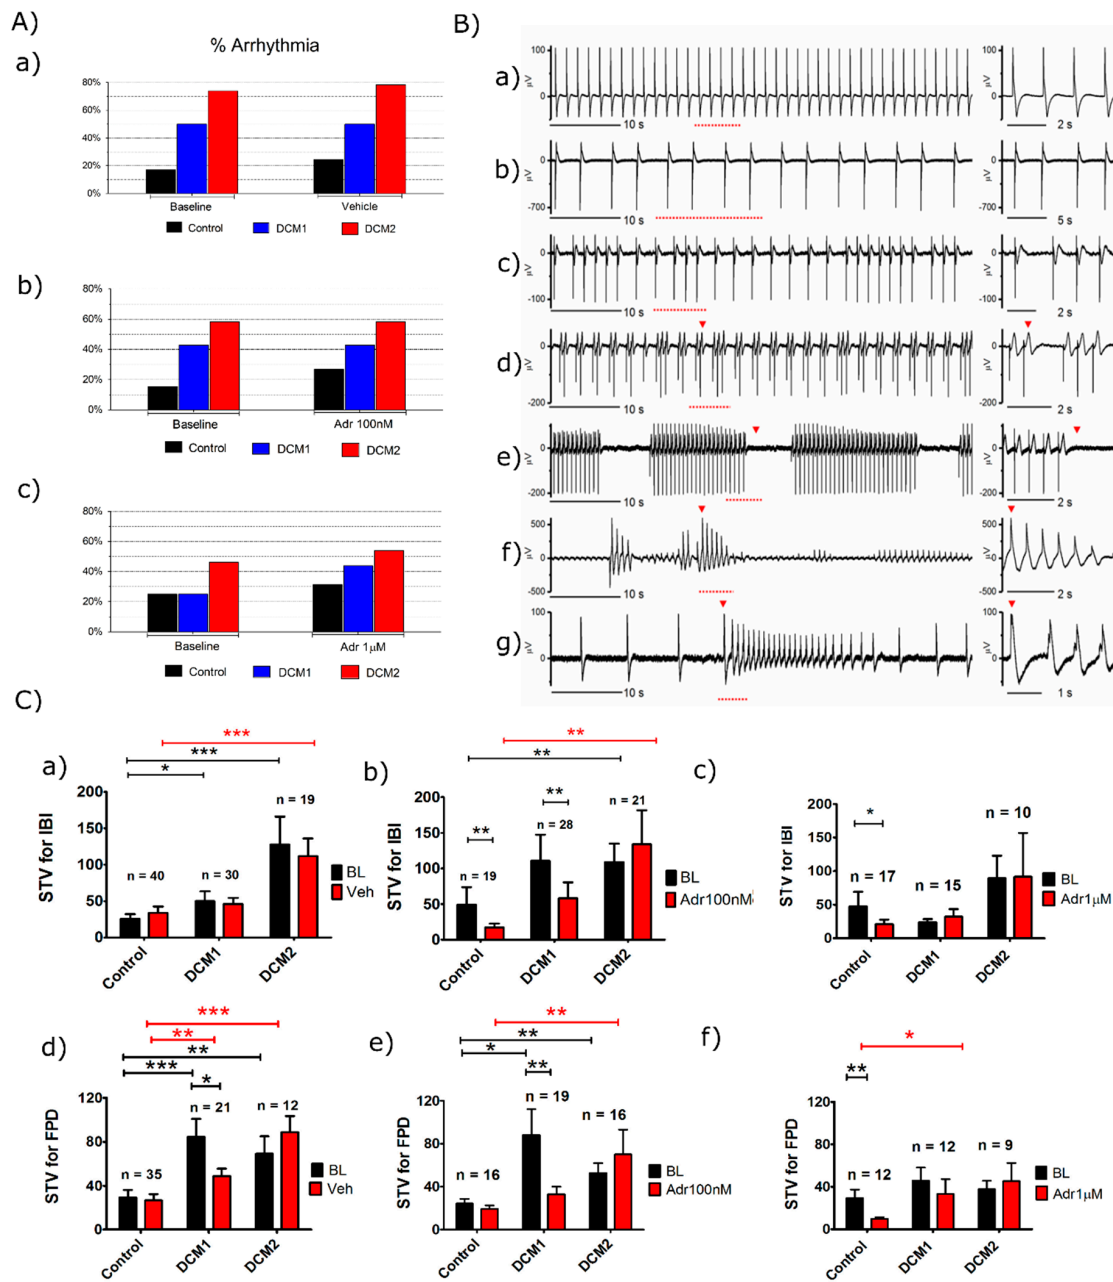 A)
% Arrhythmia
a)
80%
60%
40%
20%
0%
Baseline Vehicle
Control DCM1 DCM2
b)
80%
60%
40%
20%
0%
Baseline Adr 100nM
Control DCM1 DCM2
c)
80%
60%
40%
20%
0%
Baseline Adr 1μM
Control DCM1 DCM2
B)
a)
100
0
μV
10 s
100
0
μV
2 s
b)
0
-700
μV
10 s
0
-700
μV
5 s
c)
0
-100
μV
10 s
0
-100
μV
2 s
d)
0
-200
μV
10 s
0
-200
μV
2 s
e)
0
-200
μV
10 s
0
-200
μV
2 s
f)
500
0
-500
μV
10 s
500
0
-500
μV
2 s
g)
100
0
μV
10 s
100
0
μV
1 s
C)
a)
***
***
*
STV for IBI
200
150
100
50
0
n = 40
n = 30
n = 19
BL
Veh
Control DCM1 DCM2
b)
**
**
**
**
STV for IBI
200
150
100
50
0
n = 19
n = 28
n = 21
BL
Adr100nM
Control DCM1 DCM2
c)
*
STV for IBI
200
150
100
50
0
n = 17
n = 15
n = 10
BL
Adr1μM
Control DCM1 DCM2
d)
***
**
**
***
*
STV for FPD
120
80
40
0
n = 35
n = 21
n = 12
BL
Veh
Control DCM1 DCM2
e)
**
**
*
**
STV for FPD
120
80
40
0
n = 16
n = 19
n = 16
BL
Adr100nM
Control DCM1 DCM2
f)
*
**
STV for FPD
120
80
40
0
n = 12
n = 12
n = 9
BL
Adr1μM
Control DCM1 DCM2